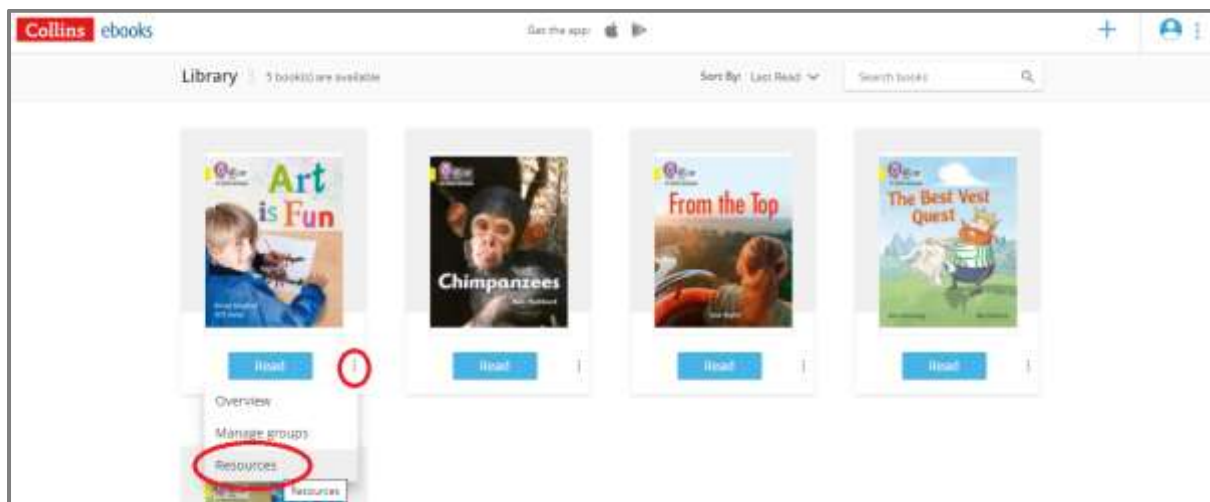 Collins ebooks
Get the app:
Library
5 book(s) are available
Sort By: Last Read
Search books
Art
is Fun
Chimpanzees
From the Top
The Best Vest
Quest
Read
Read
Read
Read
Overview
Manage groups
Resources
Resources